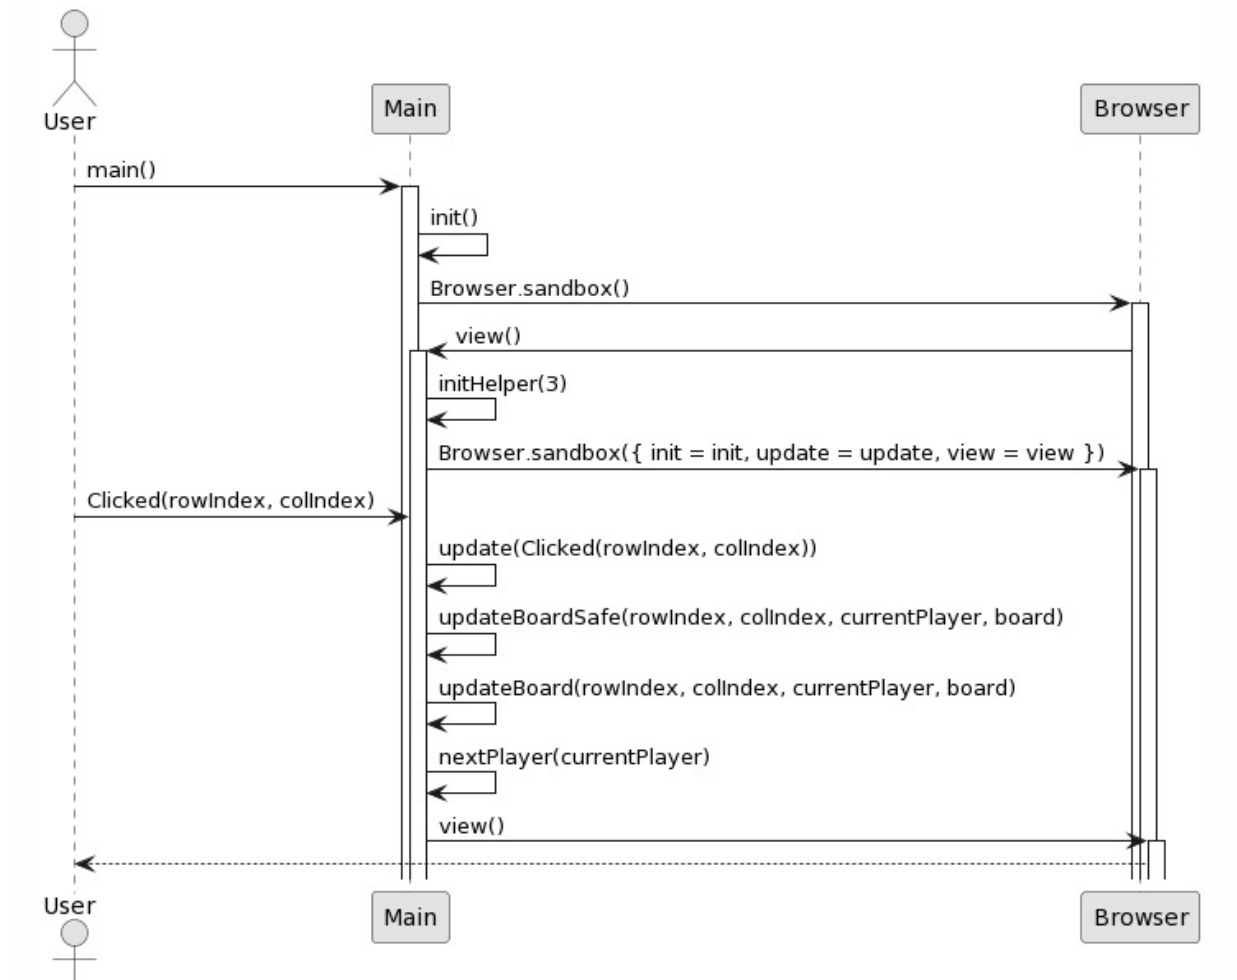 User
Main
Browser
main()
init()
Browser.sandbox()
view()
initHelper(3)
Browser.sandbox({ init = init, update = update, view = view })
Clicked(rowIndex, colIndex)
update(Clicked(rowIndex, colIndex))
updateBoardSafe(rowIndex, colIndex, currentPlayer, board)
updateBoard(rowIndex, colIndex, currentPlayer, board)
nextPlayer(currentPlayer)
view()
User
Main
Browser